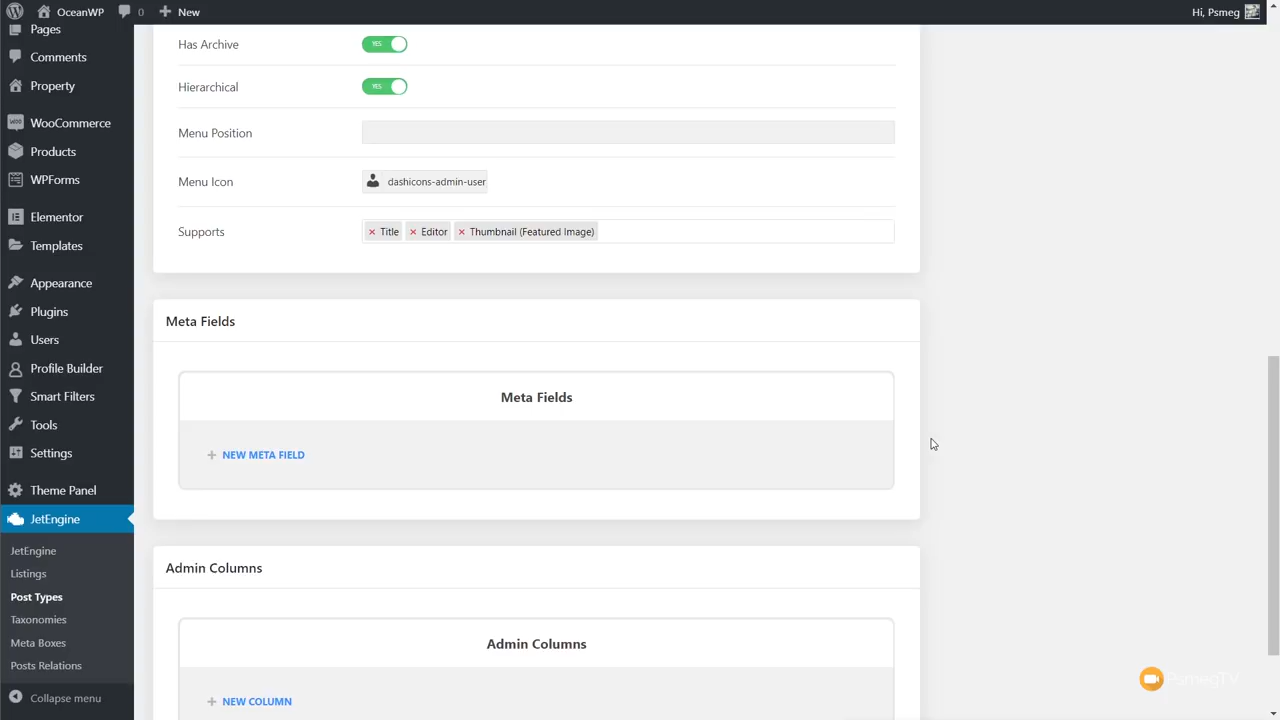 OceanWP
0
New
Hi, Psmeg
Pages
Comments
Property
WooCommerce
Products
WPForms
Elementor
Templates
Appearance
Plugins
Users
Profile Builder
Smart Filters
Tools
Settings
Theme Panel
JetEngine
JetEngine
Listings
Post Types
Taxonomies
Meta Boxes
Posts Relations
Collapse menu
Has Archive
YES
Hierarchical
YES
Menu Position
Menu Icon
dashicons-admin-user
Supports
× Title × Editor × Thumbnail (Featured Image)
Meta Fields
Meta Fields
+ NEW META FIELD
Admin Columns
Admin Columns
+ NEW COLUMN
PsmegTV